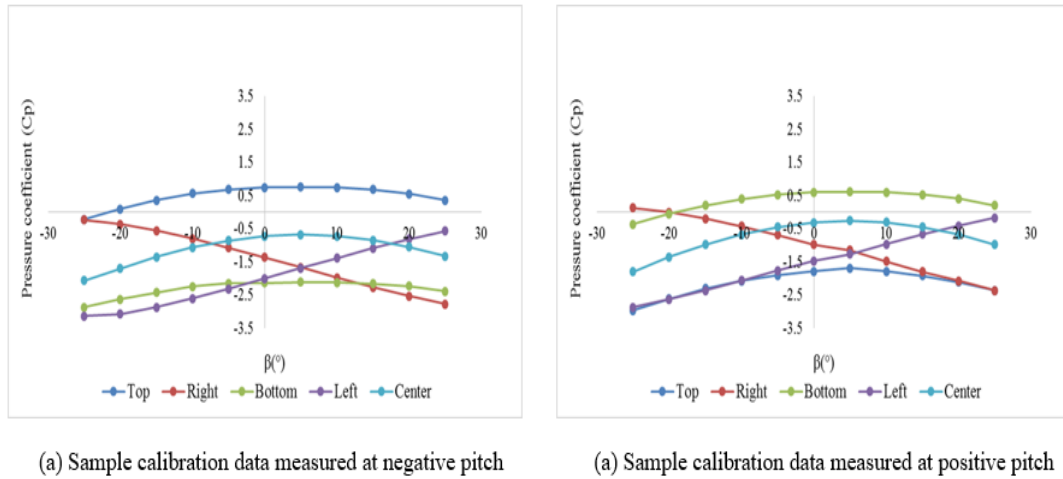 Pressure coefficient (Cp)
3.5
2.5
1.5
0.5
-30 -20 -10 0 10 20 30
-0.5
-1.5
-2.5
-3.5
β(°)
Top Right Bottom Left Center
(a) Sample calibration data measured at negative pitch
Pressure coefficient (Cp)
3.5
2.5
1.5
0.5
-30 -20 -10 0 10 20 30
-0.5
-1.5
-2.5
-3.5
β(°)
Top Right Bottom Left Center
(a) Sample calibration data measured at positive pitch